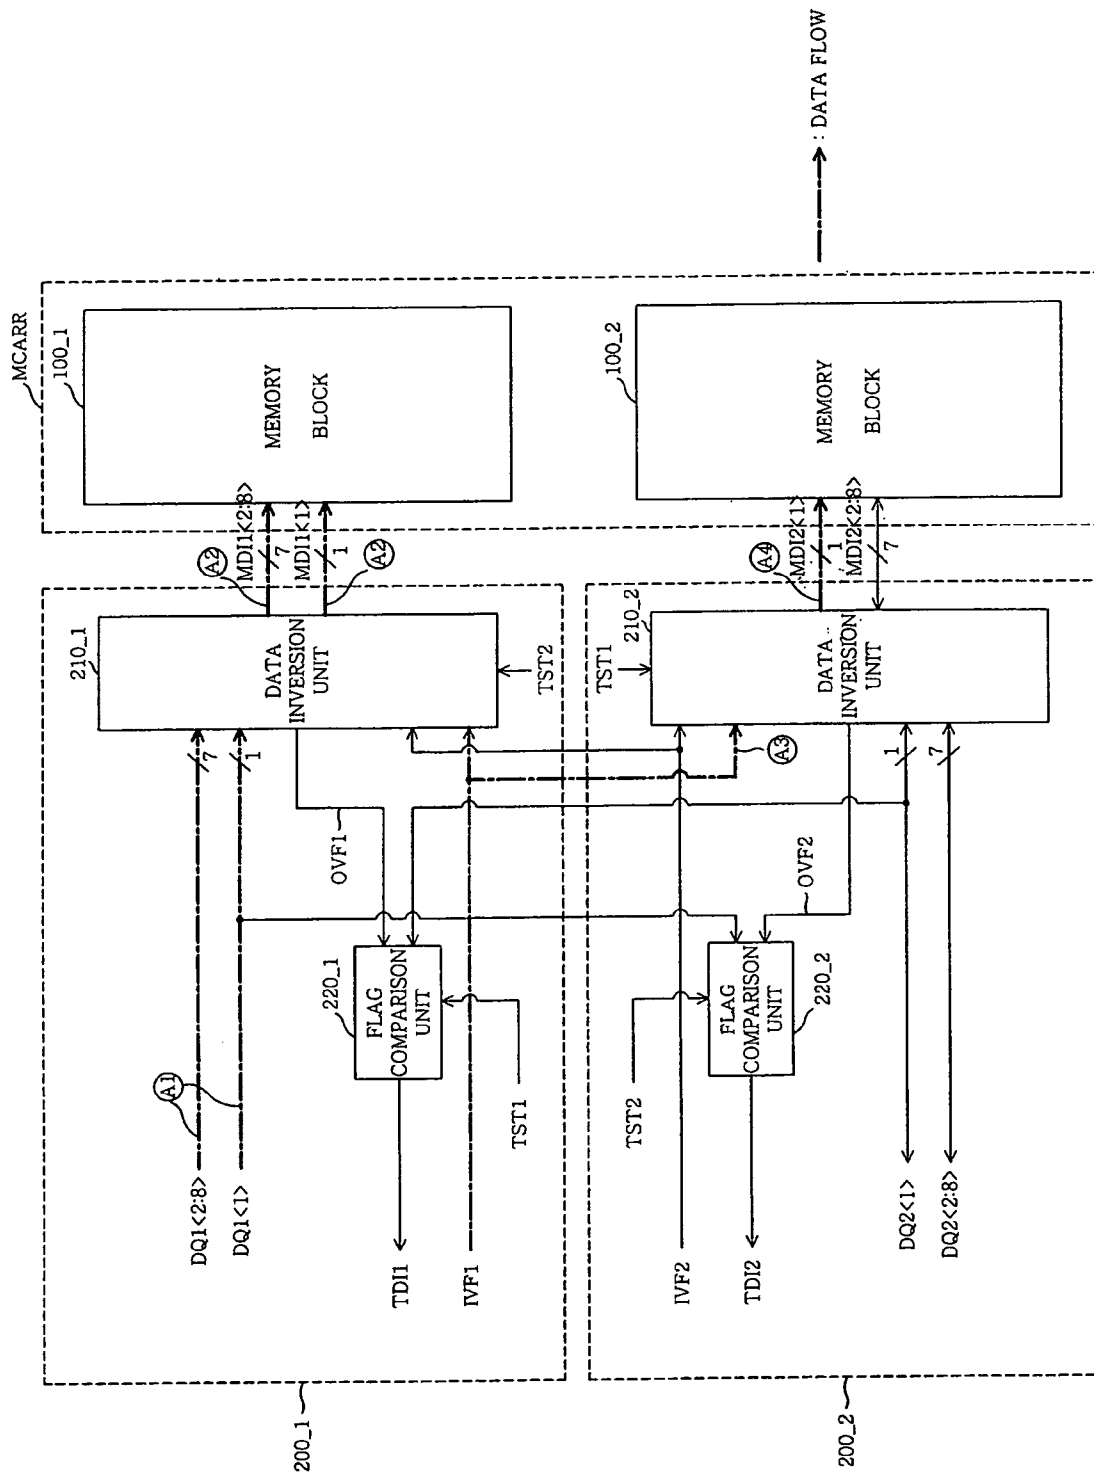 MCARR
100_1
MEMORY
BLOCK
100_2
MEMORY
BLOCK
: DATA FLOW
MDI1<2:8>
7
A2
MDI1<1>
1
A2
MDI2<1>
1
A4
MDI2<2:8>
7
210_1
DATA
INVERSION
UNIT
TST2
210_2
DATA
INVERSION
UNIT
TST1
7
1
A3
1
7
OVF1
OVF2
220_1
FLAG
COMPARISON
UNIT
TST1
220_2
FLAG
COMPARISON
UNIT
TST2
A1
DQ1<2:8>
DQ1<1>
TDI1
IVF1
IVF2
TDI2
DQ2<1>
DQ2<2:8>
200_1
200_2